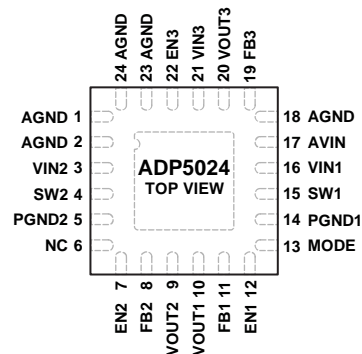 24 AGND
23 AGND
22 EN3
21 VIN3
20 VOUT3
19 FB3
AGND 1
AGND 2
VIN2 3
SW2 4
PGND2 5
NC 6
ADP5024
TOP VIEW
18 AGND
17 AVIN
16 VIN1
15 SW1
14 PGND1
13 MODE
EN2 7
FB2 8
VOUT2 9
VOUT1 10
FB1 11
EN1 12